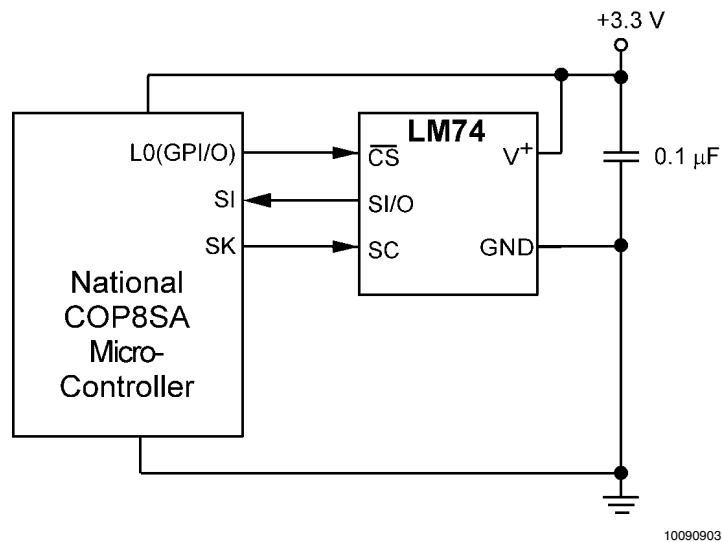 +3.3 V
LM74
L0(GPI/O)
CS
V+
0.1 µF
SI
SI/O
SK
SC
GND
National
COP8SA
Micro-
Controller
10090903